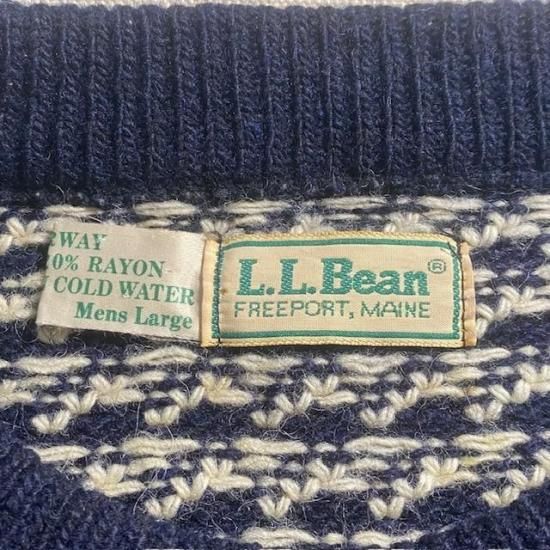 WAY
0% RAYON-
COLD WATER
Mens Large
L.L.Bean®
FREEPORT, MAINE